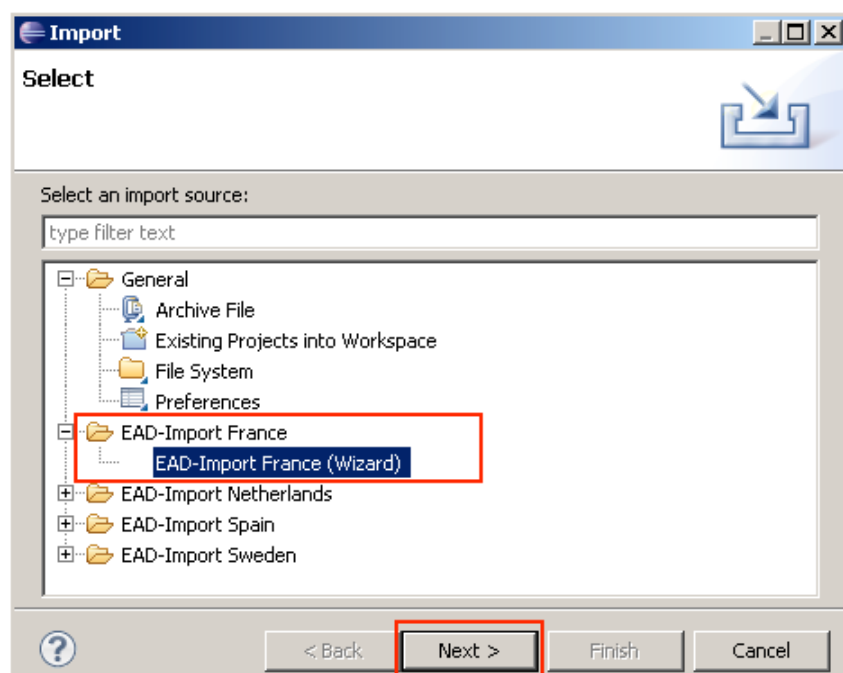 Import
Select
Select an import source:
type filter text
General
Archive File
Existing Projects into Workspace
File System
Preferences
EAD-Import France
EAD-Import France (Wizard)
EAD-Import Netherlands
EAD-Import Spain
EAD-Import Sweden
? < Back Next > Finish Cancel